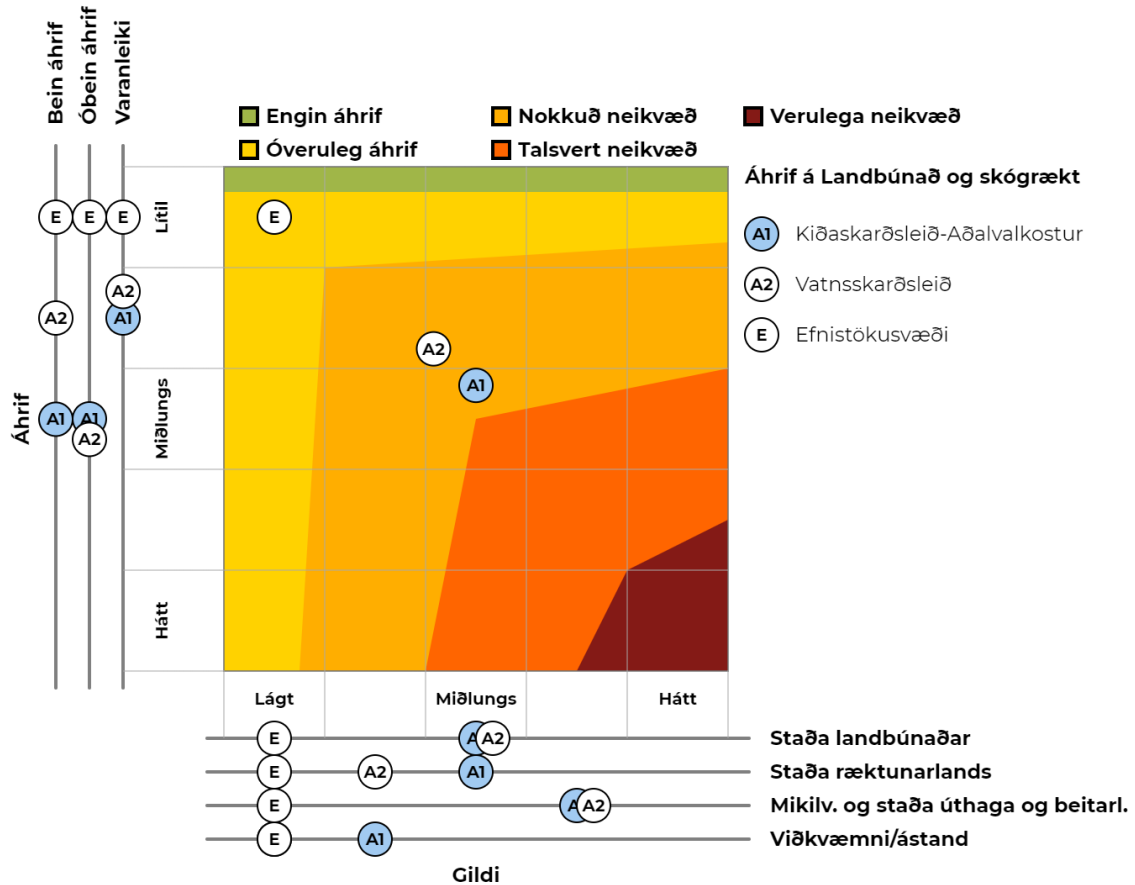 Bein áhrif
Óbein áhrif
Varanleiki
Engin áhrif
Nokkuð neikvæð
Verulega neikvæð
Óveruleg áhrif
Talsvert neikvæð
Áhrif á Landbúnað og skógrækt
A1 Kiðaskarðsleið-Aðalvalkostur
A2 Vatnsskarðsleið
E Efnistökusvæði
E E E
E
A2
A2 A1
A2
A1
A1 A1
A2
Áhrif
Lítil
Miðlungs
Hátt
Lágt Miðlungs Hátt
E A A2 Staða landbúnaðar
E A2 A1 Staða ræktunarlands
E A A2 Mikilv. og staða úthaga og beitarl.
E A1 Viðkvæmni/ástand
Gildi